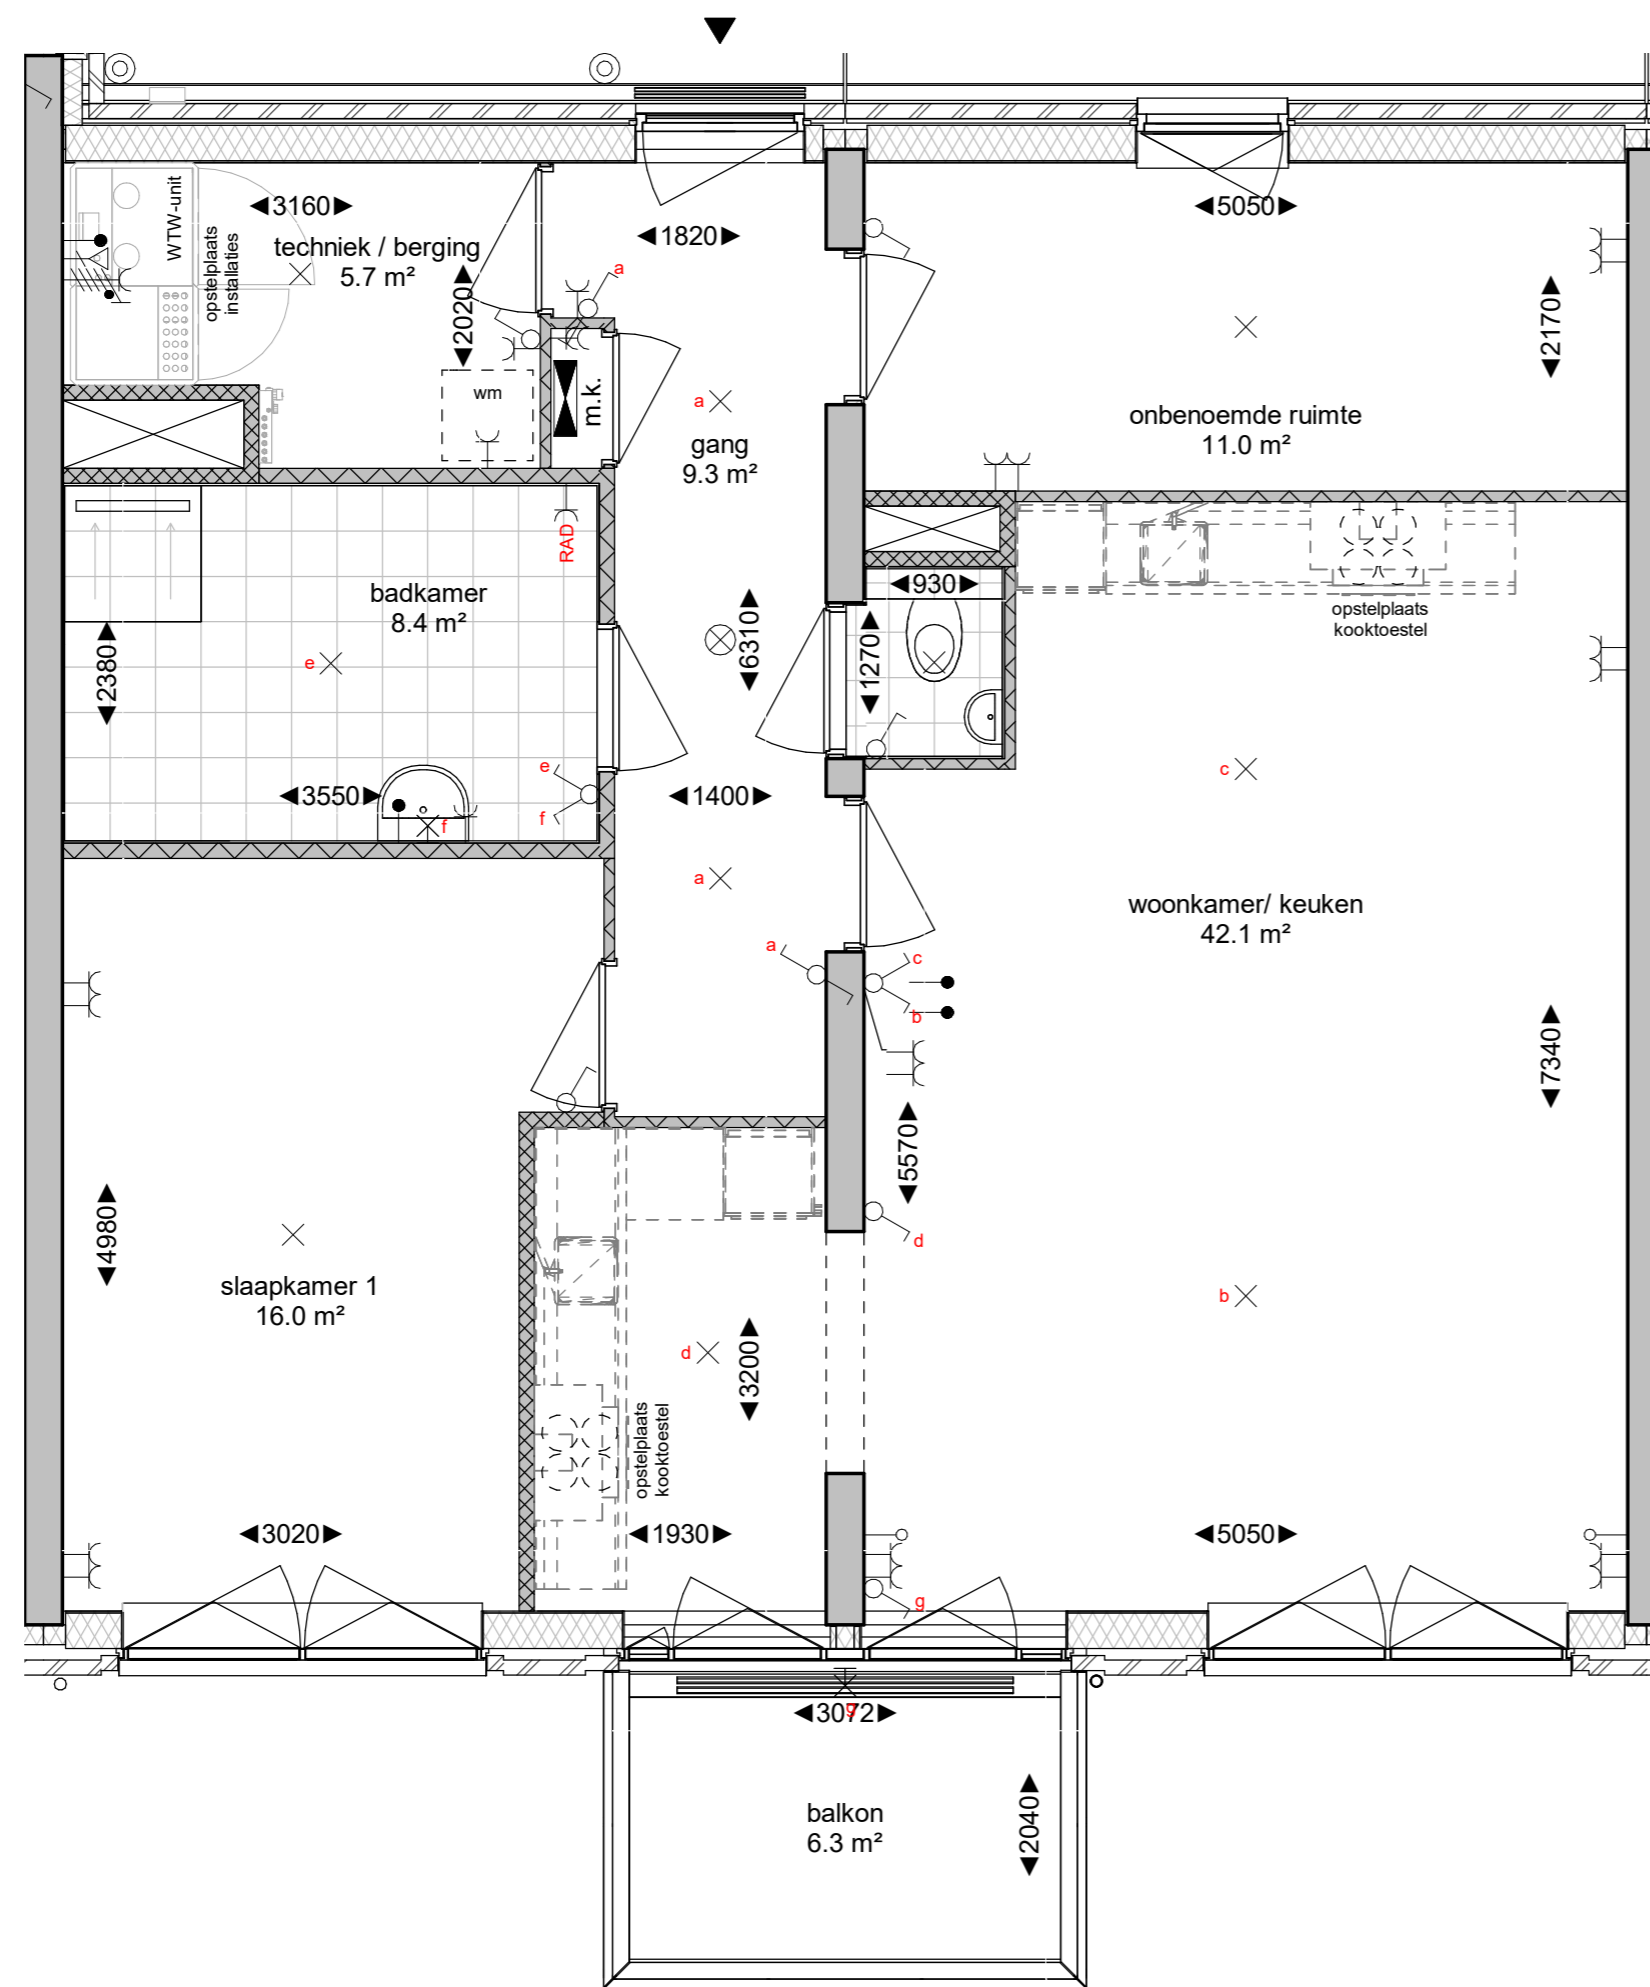 3160
techniek / berging
5.7 m²
WTW-unit
opstelplaats
installaties
2020
wm
1820
a
m.k.
a
gang
9.3 m²
5050
2170
onbenoemde ruimte
11.0 m²
RAD
badkamer
8.4 m²
2380
e
3550
e
f
f
6310
930
1270
opstelplaats
kooktoestel
1400
a
a
c
woonkamer/ keuken
42.1 m²
c
b
7340
5570
d
b
4980
slaapkamer 1
16.0 m²
d
3200
opstelplaats
kooktoestel
3020
1930
5050
g
g
3072
balkon
6.3 m²
2040